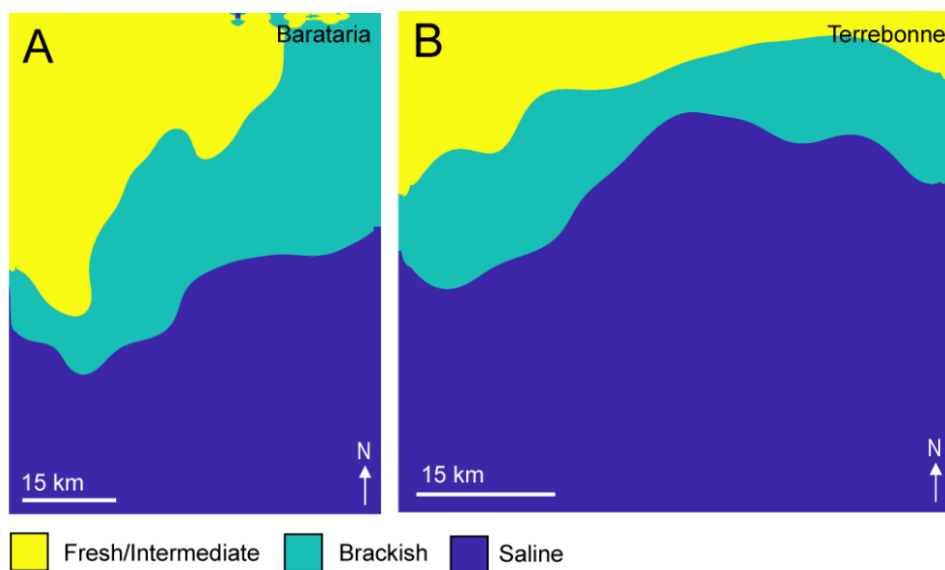 A
Barataria
N
15 km
B
Terrebonne
N
15 km
Fresh/Intermediate
Brackish
Saline